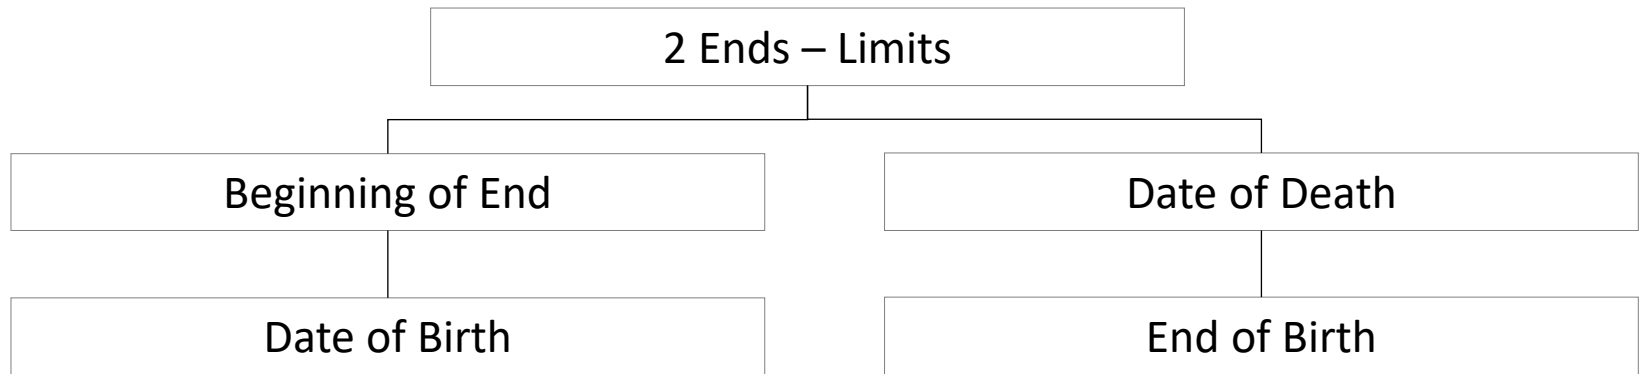 2 Ends – Limits
Beginning of End
Date of Death
Date of Birth
End of Birth